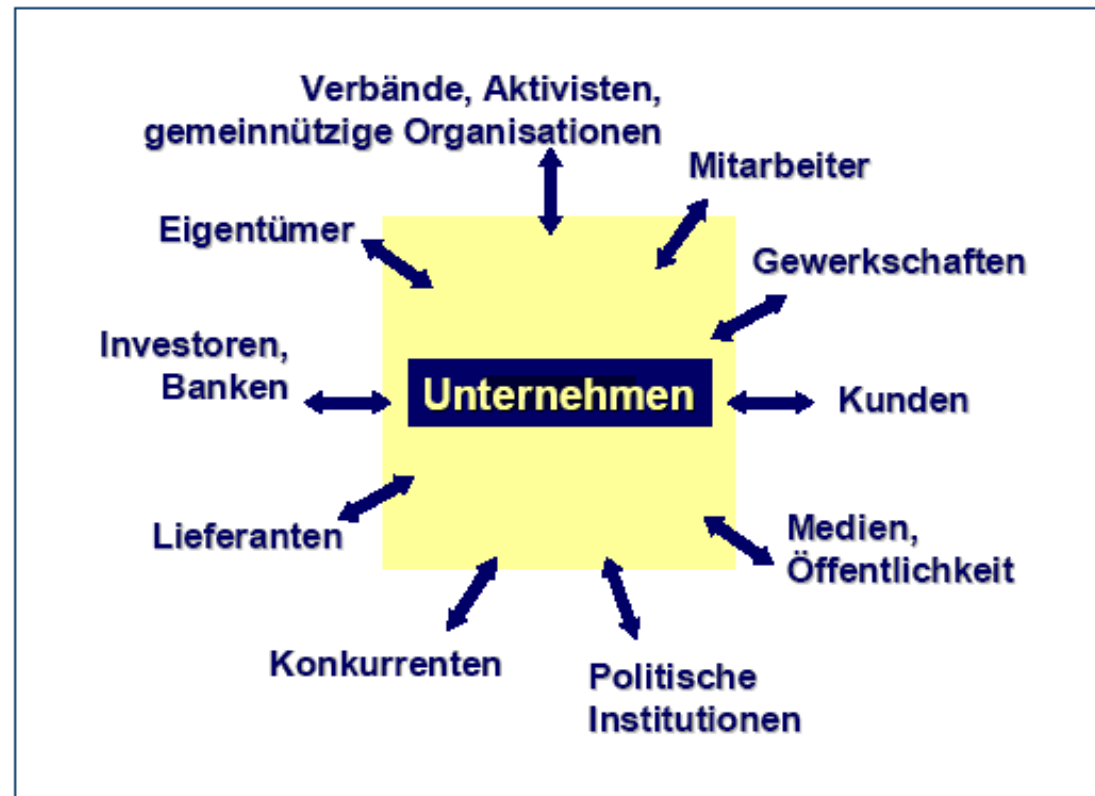 Verbände, Aktivisten,
gemeinnützige Organisationen
Mitarbeiter
Eigentümer
Gewerkschaften
Investoren,
Banken
Unternehmen
Kunden
Lieferanten
Medien,
Öffentlichkeit
Konkurrenten
Politische
Institutionen